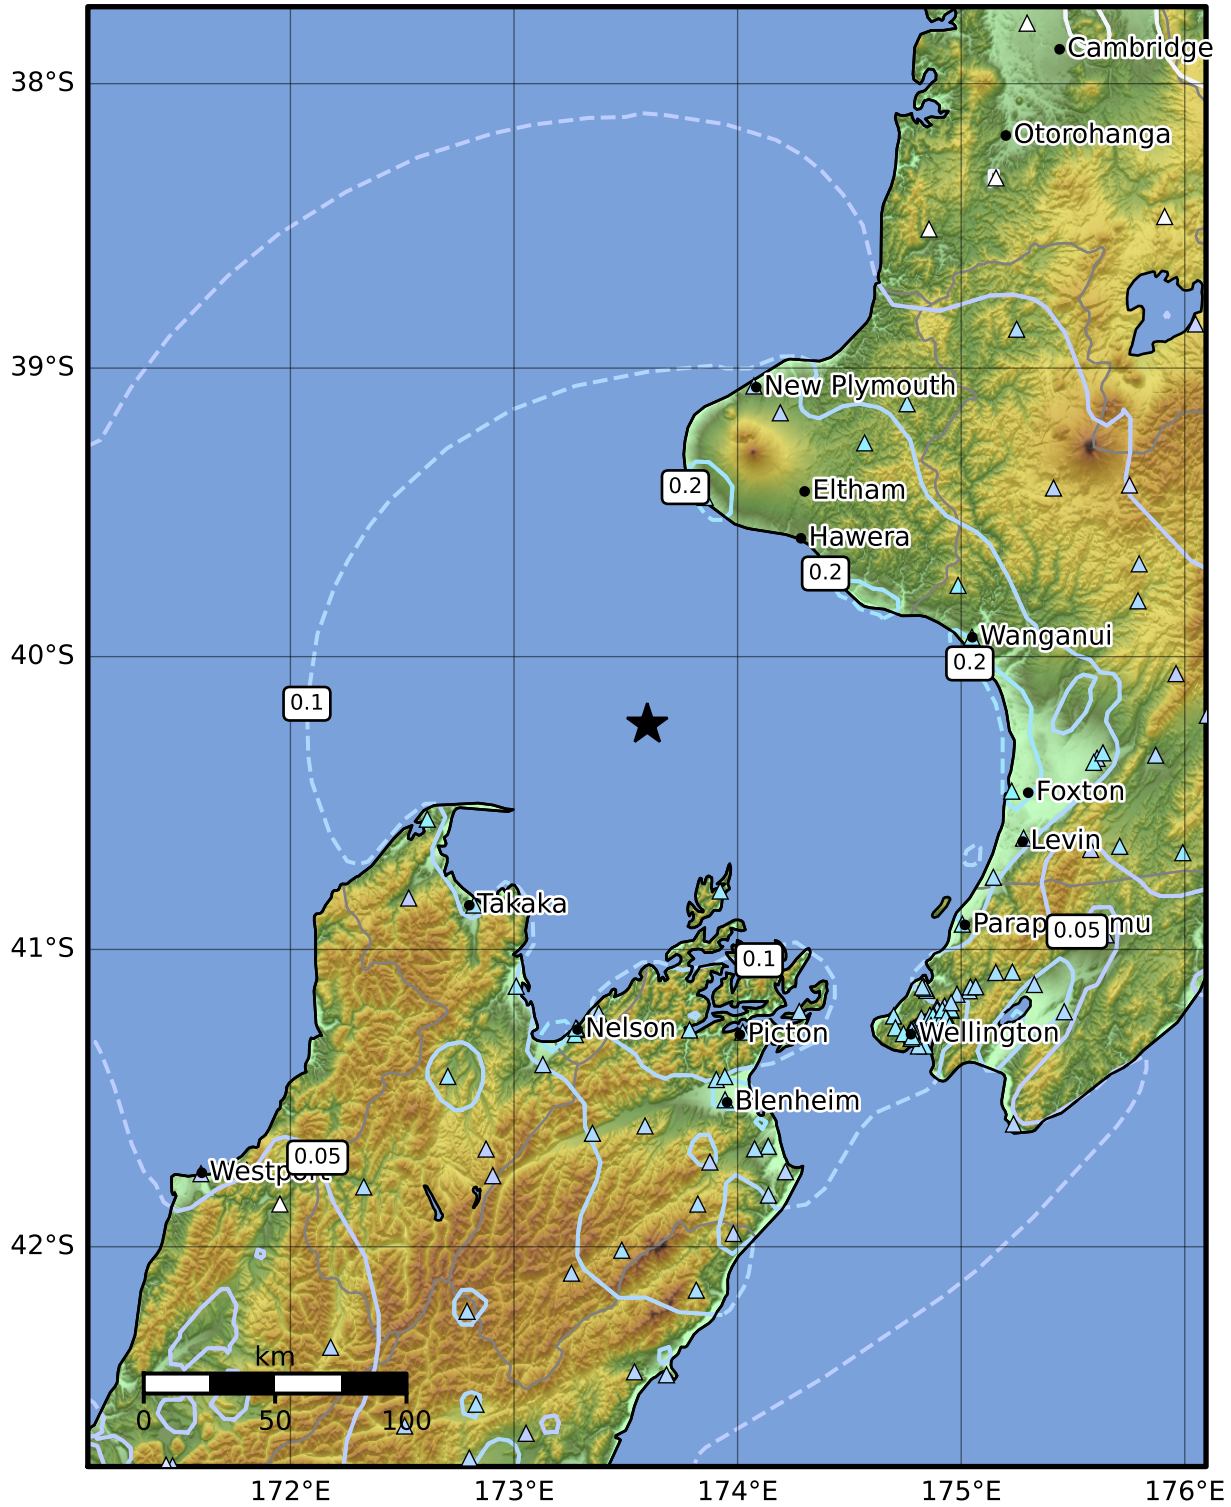 Cambridge
38°S
Otorohanga
39°S
New Plymouth
0.2
Eltham
Hawera
0.2
Wanganui
40°S
0.2
0.1
Foxton
Levin
Takaka
Parap mu
0.05
41°S
0.1
Nelson
Picton
Wellington
Blenheim
0.05
Westport
42°S
km
0
50
100
172°E
173°E
174°E
175°E
176°E